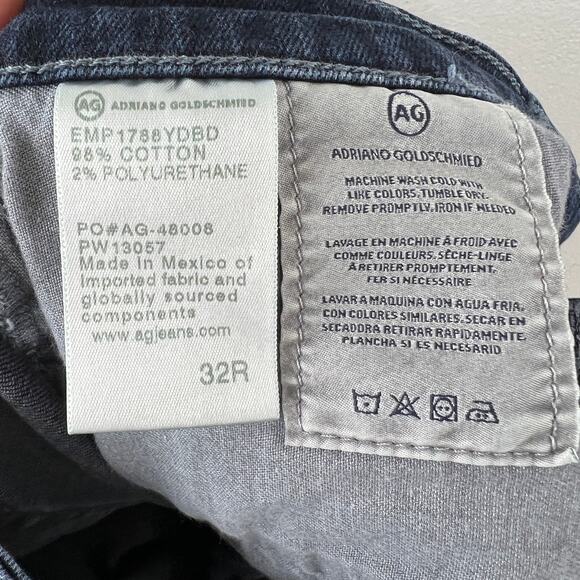 AG ADRIANO GOLDSCHMIED
EMP1788YDBD
98% COTTON
2% POLYURETHANE
PO#AG-48008
PW13057
Made in Mexico of
imported fabric and
globally sourced
components
www.agjeans.com
32R
AG
ADRIANO GOLDSCHMIED
MACHINE WASH COLD WITH
LIKE COLORS. TUMBLE DRY.
REMOVE PROMPTLY. IRON IF NEEDED
LAVAGE EN MACHINE À FROID AVEC
COMME COULEURS. SÈCHE-LINGE
À RETIRER PROMPTEMENT.
FER SI NÉCESSAIRE
LAVAR A MAQUINA CON AGUA FRIA,
CON COLORES SIMILARES. SECAR EN
SECADORA RETIRAR RAPIDAMENTE,
PLANCHA SI ES NECESARIO